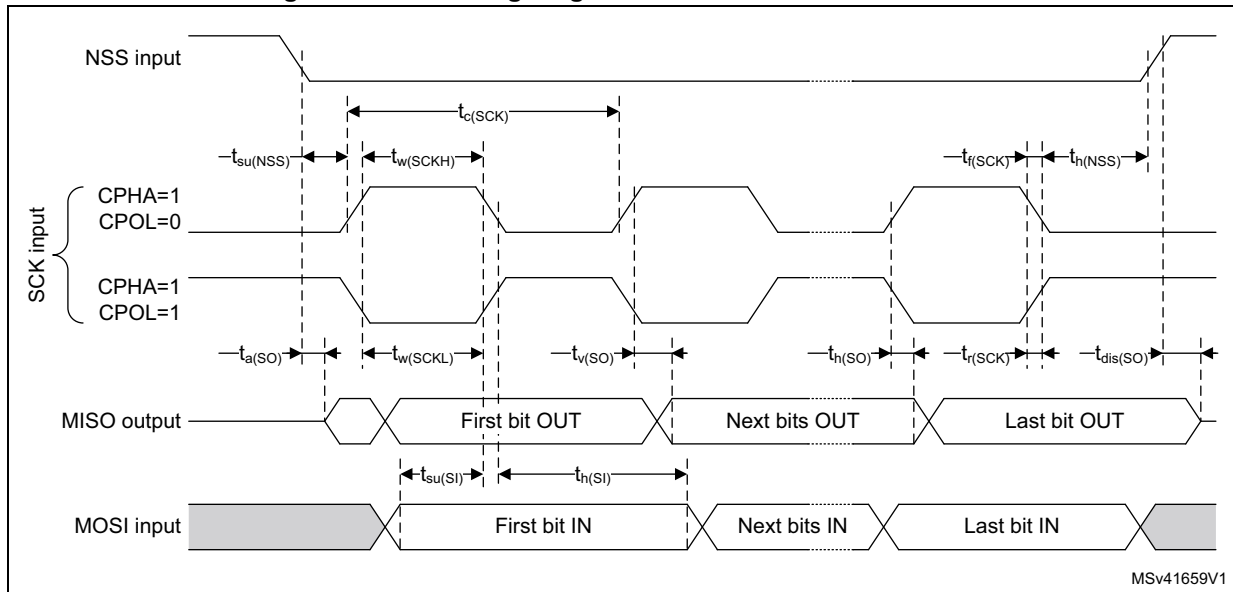 NSS input
tc(SCK)
tsu(NSS)
tw(SCKH)
tf(SCK)
th(NSS)
SCK input
CPHA=1
CPOL=0
CPHA=1
CPOL=1
ta(SO)
tw(SCKL)
tv(SO)
th(SO)
tr(SCK)
tdis(SO)
MISO output
First bit OUT
Next bits OUT
Last bit OUT
tsu(SI)
th(SI)
MOSI input
First bit IN
Next bits IN
Last bit IN
MSv41659V1